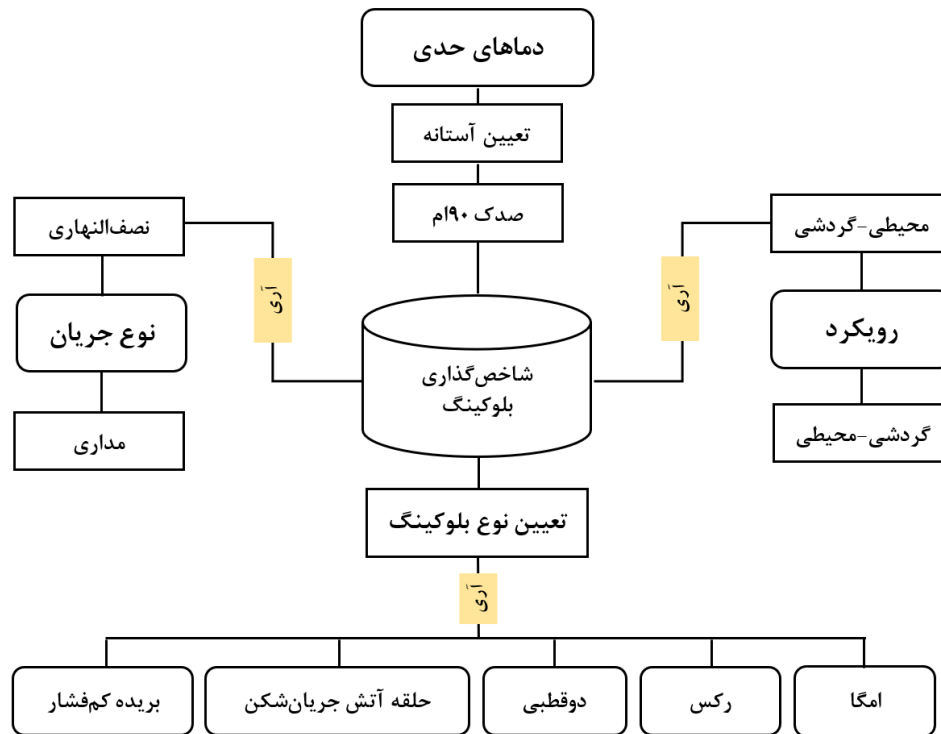 دماهای حدی
تعیین آستانه
صدک ۹۰ام
محیطی-گردشی
آری
رویکرد
گردشی-محیطی
نصف‌النهاری
آری
نوع جریان
مداری
شاخص‌گذاری
بلوکینگ
تعیین نوع بلوکینگ
آری
امگا
رکس
دوقطبی
حلقه آتش جریان‌شکن
بریده کم‌فشار